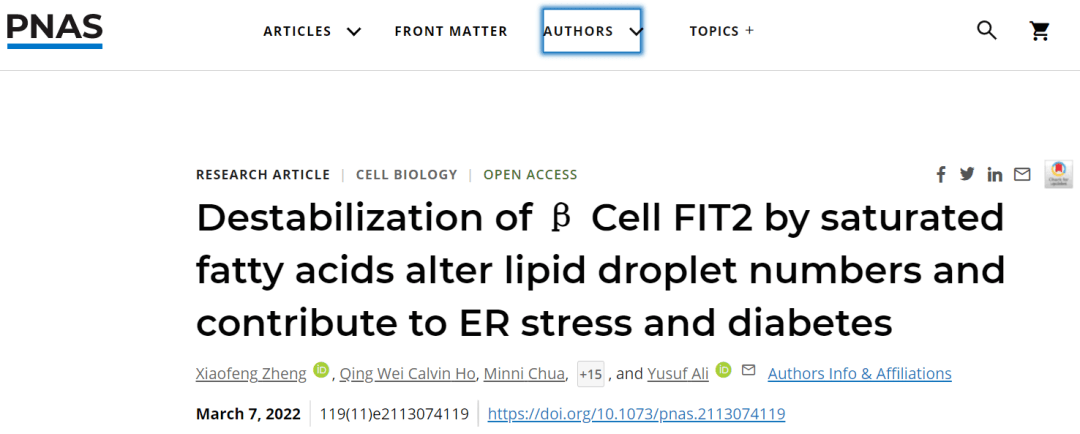 PNAS ARTICLES FRONT MATTER AUTHORS TOPICS +
RESEARCH ARTICLE | CELL BIOLOGY | OPEN ACCESS
Destabilization of β Cell FIT2 by saturated
fatty acids alter lipid droplet numbers and
contribute to ER stress and diabetes
Xiaofeng Zheng iD, Qing Wei Calvin Ho, Minni Chua, +15, and Yusuf Ali iD Authors Info & Affiliations
March 7, 2022 | 119(11)e2113074119 | https://doi.org/10.1073/pnas.2113074119